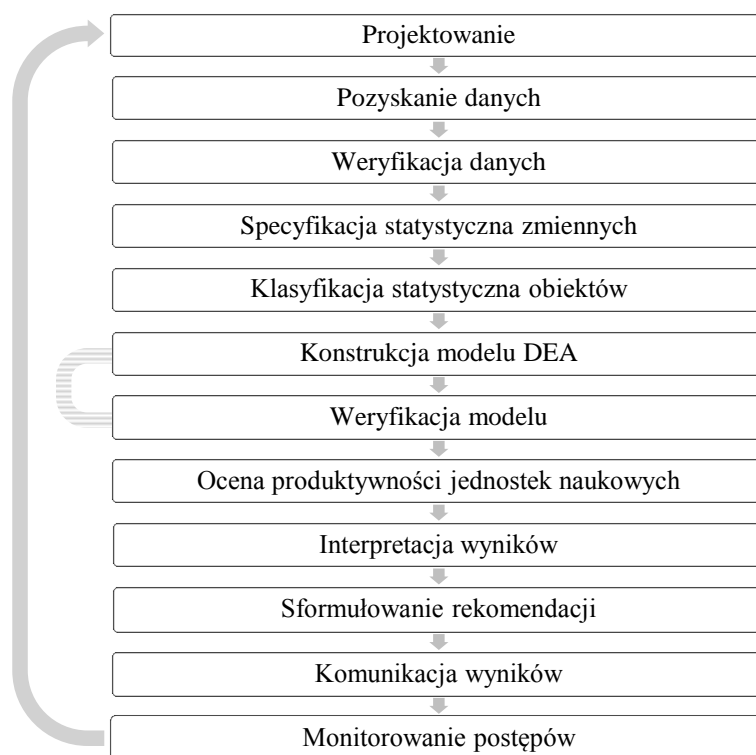 Projektowanie
Pozyskanie danych
Weryfikacja danych
Specyfikacja statystyczna zmiennych
Klasyfikacja statystyczna obiektów
Konstrukcja modelu DEA
Weryfikacja modelu
Ocena produktywności jednostek naukowych
Interpretacja wyników
Sformułowanie rekomendacji
Komunikacja wyników
Monitorowanie postępów